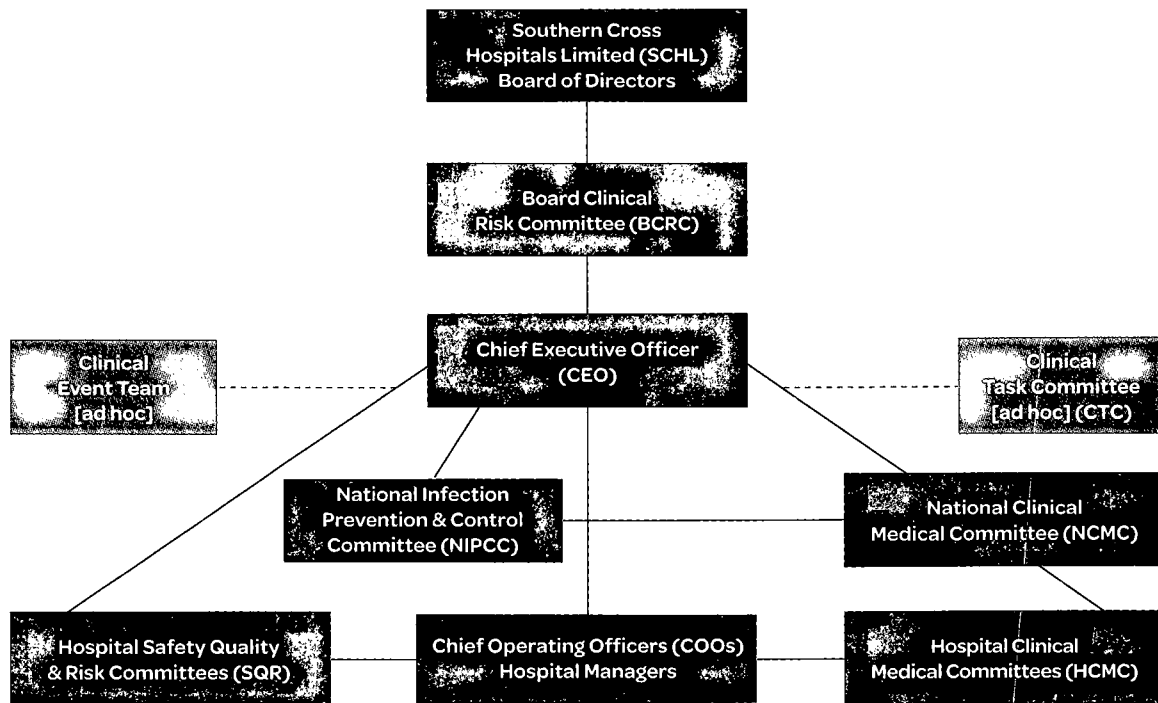 Southern Cross
Hospitals Limited (SCHL)
Board of Directors
Board Clinical
Risk Committee (BCRC)
Chief Executive Officer
(CEO)
Clinical
Event Team
[ad hoc]
Clinical
Task Committee
[ad hoc] (CTC)
National Infection
Prevention & Control
Committee (NIPCC)
National Clinical
Medical Committee (NCMC)
Hospital Safety Quality
& Risk Committees (SQR)
Chief Operating Officers (COOs)
Hospital Managers
Hospital Clinical
Medical Committees (HCMC)